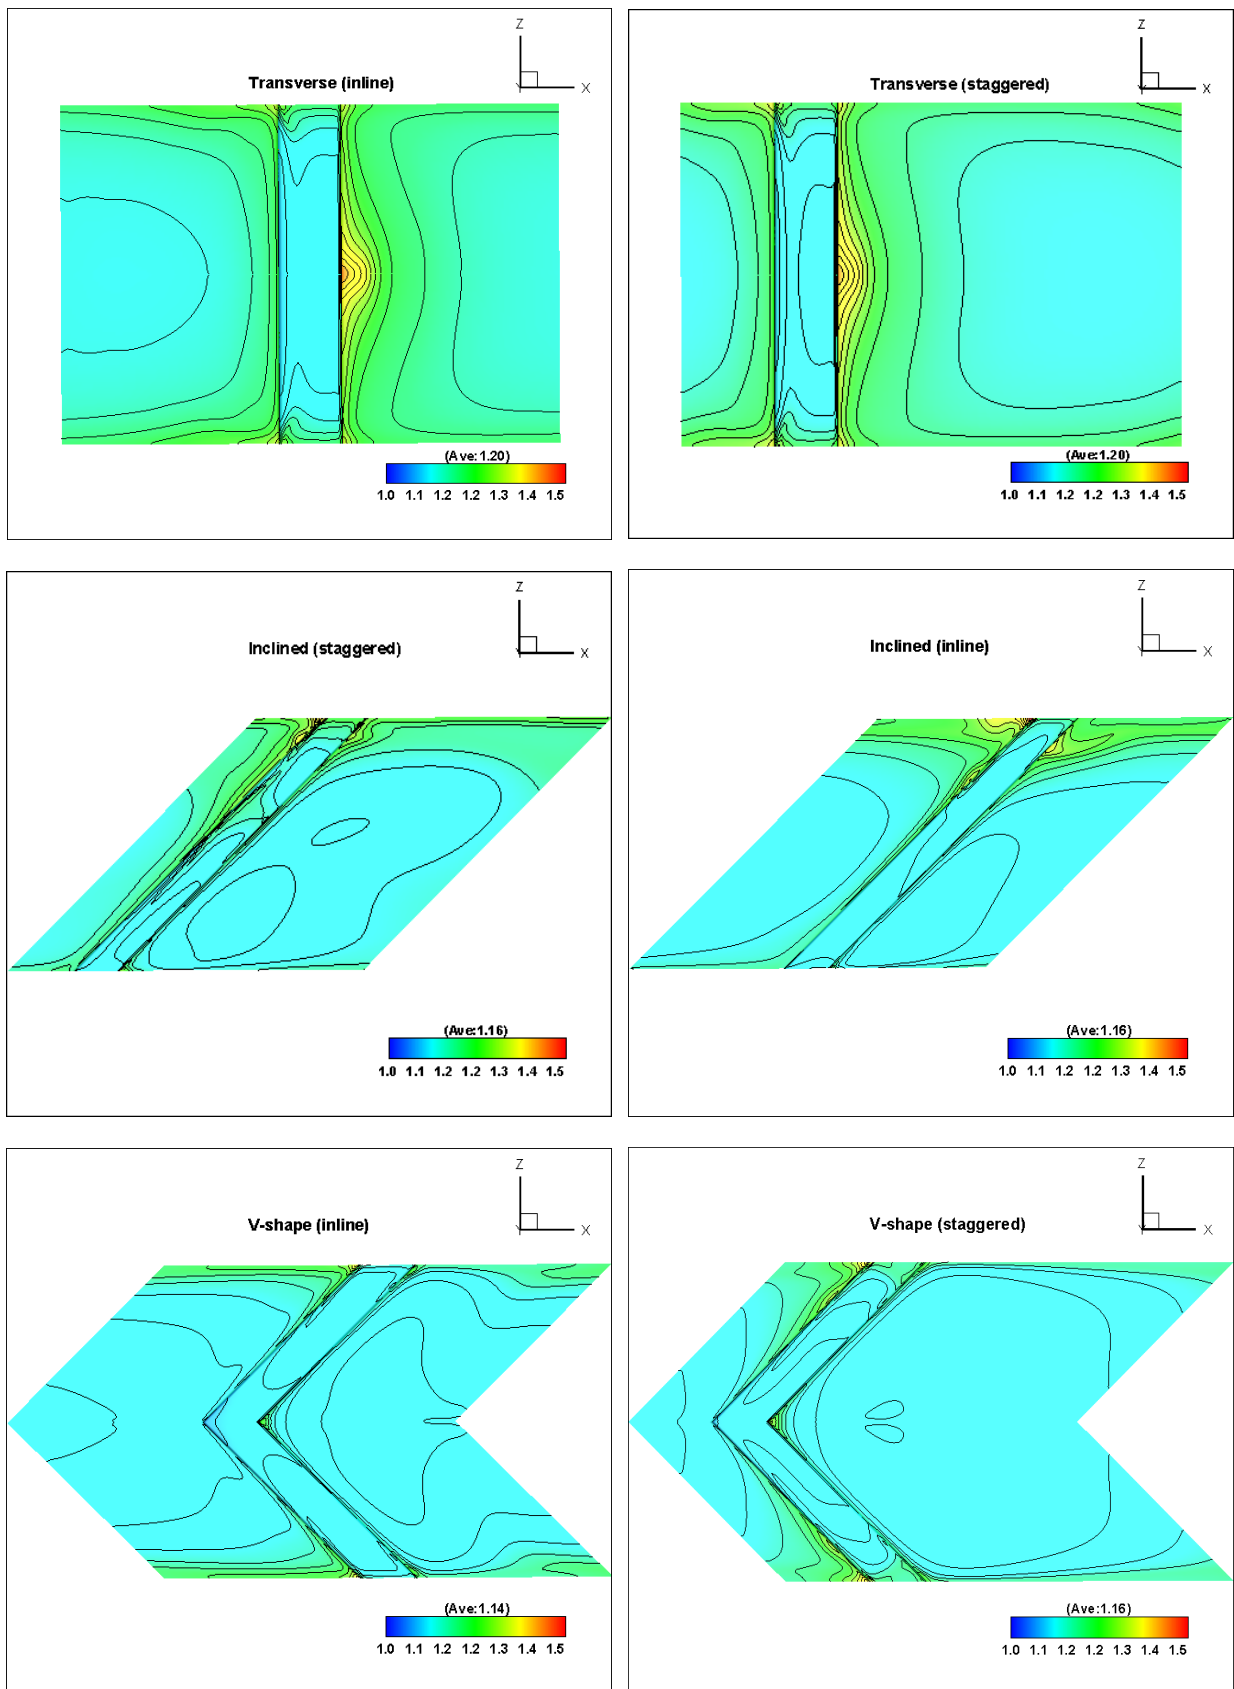 Z
Transverse (inline)
Y
X
(Ave:1.20)
1.0 1.1 1.2 1.2 1.3 1.4 1.5
Z
Transverse (staggered)
Y
X
(Ave:1.20)
1.0 1.1 1.2 1.2 1.3 1.4 1.5
Z
Inclined (staggered)
Y
X
(Ave:1.16)
1.0 1.1 1.2 1.3 1.4 1.5
Z
Inclined (inline)
Y
X
(Ave:1.16)
1.0 1.1 1.2 1.2 1.3 1.4 1.5
Z
V-shape (inline)
Y
X
(Ave:1.14)
1.0 1.1 1.2 1.2 1.3 1.4 1.5
Z
V-shape (staggered)
Y
X
(Ave:1.16)
1.0 1.1 1.2 1.2 1.3 1.4 1.5